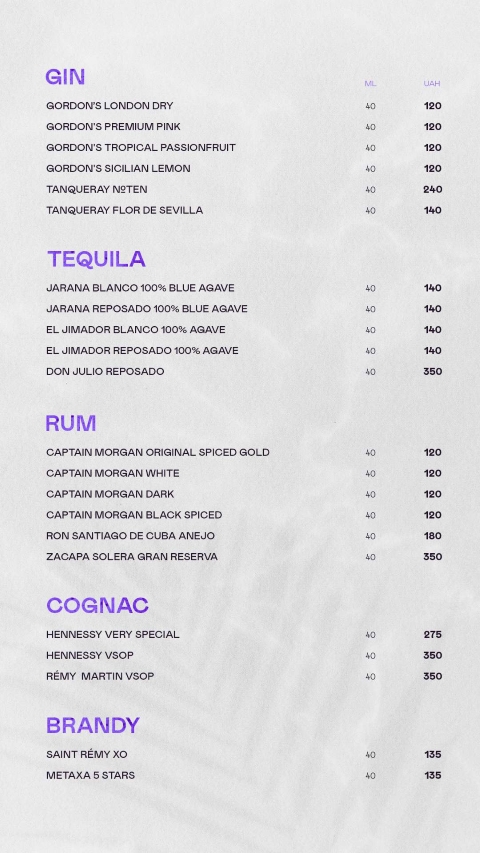 GIN ML UAH
GORDON'S LONDON DRY 40 120
GORDON'S PREMIUM PINK 40 120
GORDON'S TROPICAL PASSIONFRUIT 40 120
GORDON'S SICILIAN LEMON 40 120
TANQUERAY №TEN 40 240
TANQUERAY FLOR DE SEVILLA 40 140
TEQUILA
JARANA BLANCO 100% BLUE AGAVE 40 140
JARANA REPOSADO 100% BLUE AGAVE 40 140
EL JIMADOR BLANCO 100% AGAVE 40 140
EL JIMADOR REPOSADO 100% AGAVE 40 140
DON JULIO REPOSADO 40 350
RUM
CAPTAIN MORGAN ORIGINAL SPICED GOLD 40 120
CAPTAIN MORGAN WHITE 40 120
CAPTAIN MORGAN DARK 40 120
CAPTAIN MORGAN BLACK SPICED 40 120
RON SANTIAGO DE CUBA ANEJO 40 180
ZACAPA SOLERA GRAN RESERVA 40 350
COGNAC
HENNESSY VERY SPECIAL 40 275
HENNESSY VSOP 40 350
RÉMY MARTIN VSOP 40 350
BRANDY
SAINT RÉMY XO 40 135
METAXA 5 STARS 40 135